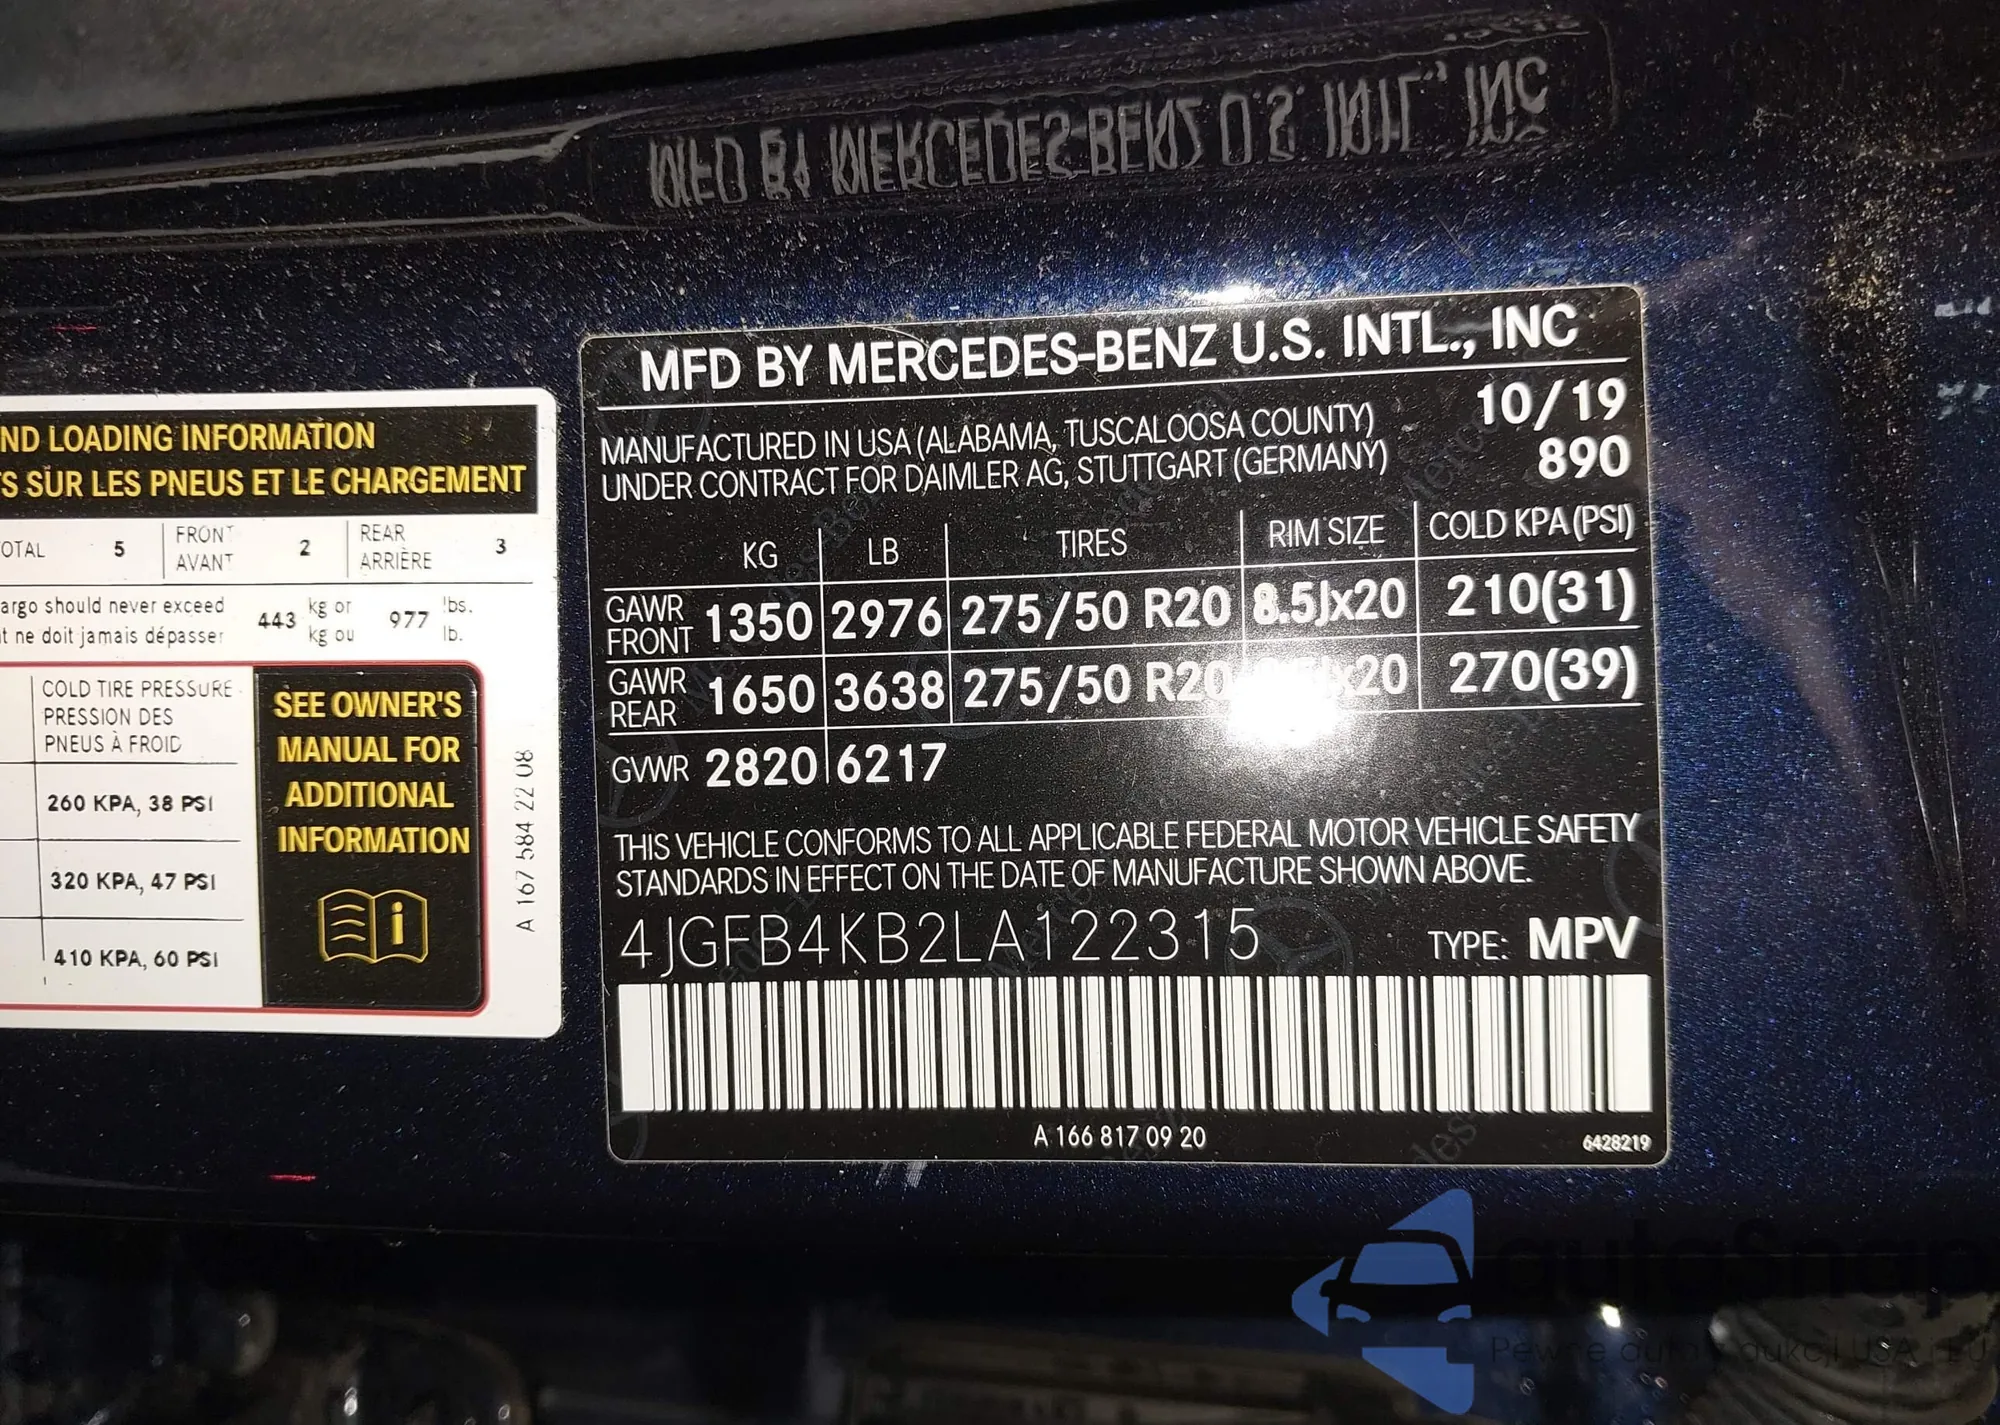 MFD BY MERCEDES-BENZ U.S. INTL., INC
ND LOADING INFORMATION
S SUR LES PNEUS ET LE CHARGEMENT
OTAL 5 FRONT AVANT 2 REAR ARRIÈRE 3
argo should never exceed 443 kg or 977 lbs.
t ne doit jamais dépasser kg ou lb.
COLD TIRE PRESSURE
PRESSION DES
PNEUS À FROID
260 KPA, 38 PSI
320 KPA, 47 PSI
410 KPA, 60 PSI
SEE OWNER'S
MANUAL FOR
ADDITIONAL
INFORMATION
A 167 584 22 08
MFD BY MERCEDES-BENZ U.S. INTL., INC
10/19
MANUFACTURED IN USA (ALABAMA, TUSCALOOSA COUNTY)
UNDER CONTRACT FOR DAIMLER AG, STUTTGART (GERMANY)
890
KG LB TIRES RIM SIZE COLD KPA (PSI)
GAWR FRONT 1350 2976 275/50 R20 8.5Jx20 210(31)
GAWR REAR 1650 3638 275/50 R20 Jx20 270(39)
GVWR 2820 6217
THIS VEHICLE CONFORMS TO ALL APPLICABLE FEDERAL MOTOR VEHICLE SAFETY
STANDARDS IN EFFECT ON THE DATE OF MANUFACTURE SHOWN ABOVE.
4JGFB4KB2LA122315 TYPE: MPV
A 166 817 09 20
6428219
autoSnap
Pewne auta z aukcji USA i EU